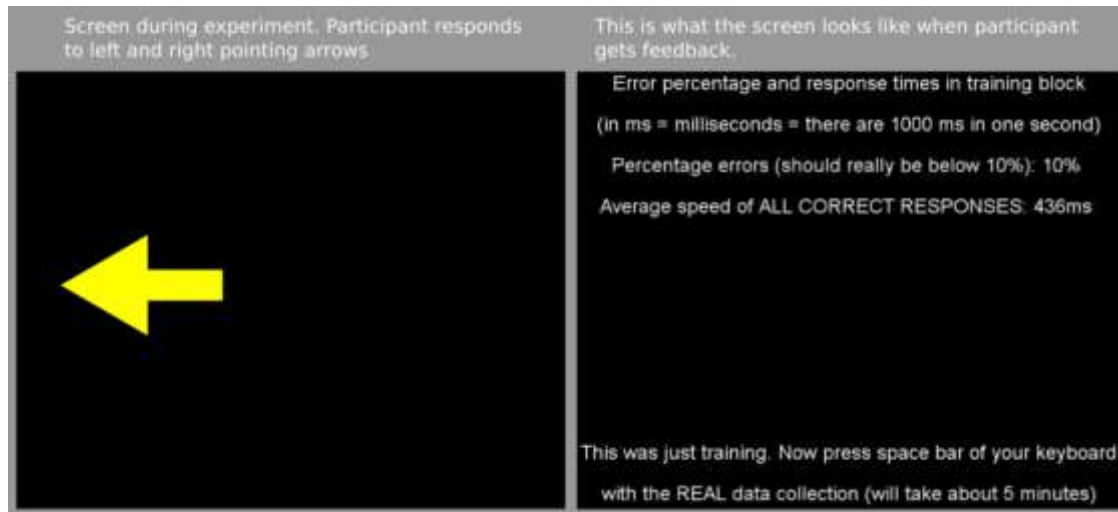 Screen during experiment. Participant responds
to left and right pointing arrows
This is what the screen looks like when participant
gets feedback.
Error percentage and response times in training block
(in ms = milliseconds = there are 1000 ms in one second)
Percentage errors (should really be below 10%): 10%
Average speed of ALL CORRECT RESPONSES: 436ms
This was just training. Now press space bar of your keyboard
with the REAL data collection (will take about 5 minutes)